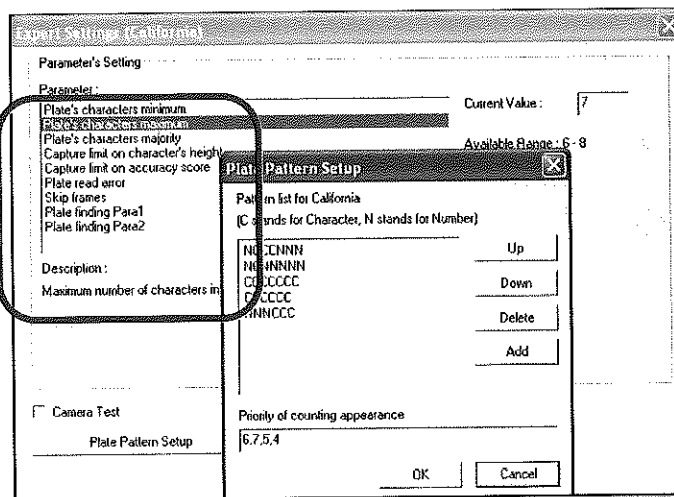 Expert Settings (California)
Parameter's Setting
Parameter :
Plate's characters minimum
Plate's characters maximum
Plate's characters majority
Capture limit on character's height
Capture limit on accuracy score
Plate read error
Skip frames
Plate finding Para1
Plate finding Para2
Current Value : 7
Available Range : 6 - 8
Description :
Maximum number of characters in
Camera Test
Plate Pattern Setup
Plate Pattern Setup
Pattern list for California
(C stands for Character, N stands for Number)
NCCCNNN
CCCCCCC
NNNCCC
Up
Down
Delete
Add
Priority of counting appearance
6,7,5,4
OK
Cancel